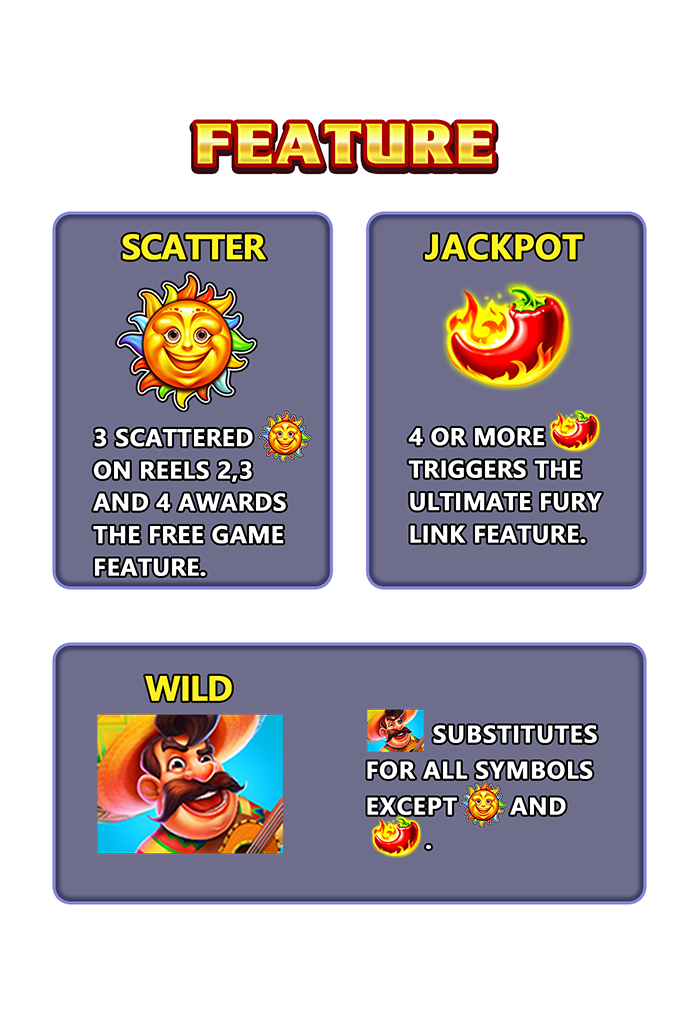 FEATURE
SCATTER
3 SCATTERED
ON REELS 2,3
AND 4 AWARDS
THE FREE GAME
FEATURE.
JACKPOT
4 OR MORE
TRIGGERS THE
ULTIMATE FURY
LINK FEATURE.
WILD
SUBSTITUTES
FOR ALL SYMBOLS
EXCEPT AND
.